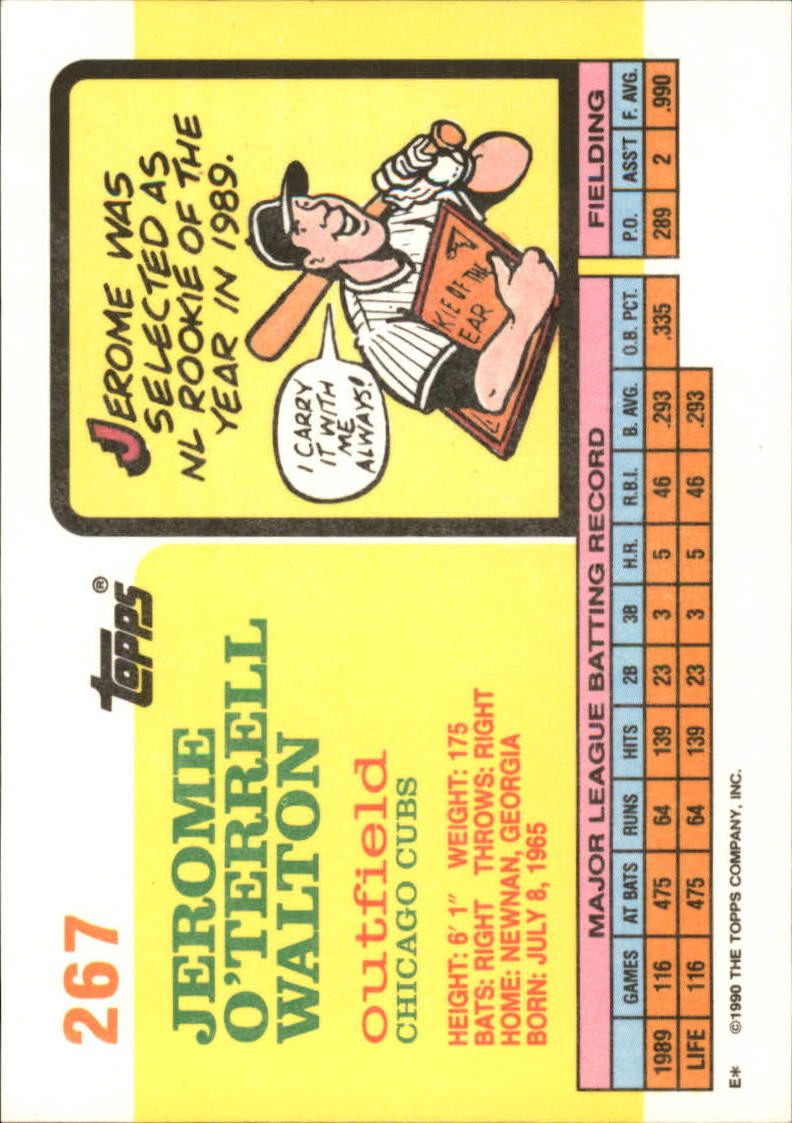 267
topps®
JEROME
O'TERRELL
WALTON
outfield
CHICAGO CUBS
HEIGHT: 6' 1" WEIGHT: 175
BATS: RIGHT THROWS: RIGHT
HOME: NEWNAN, GEORGIA
BORN: JULY 8, 1965
JEROME WAS
SELECTED AS
NL ROOKIE OF THE
YEAR IN 1989.
I CARRY
IT WITH
ME
ALWAYS!
KIE OF THE
EAR
MAJOR LEAGUE BATTING RECORD FIELDING
GAMES AT BATS RUNS HITS 2B 3B H.R. R.B.I. B. AVG. O.B. PCT. P.O. ASS'T F. AVG.
1989 116 475 64 139 23 3 5 46 .293 .335 289 2 .990
LIFE 116 475 64 139 23 3 5 46 .293
E* ©1990 THE TOPPS COMPANY, INC.